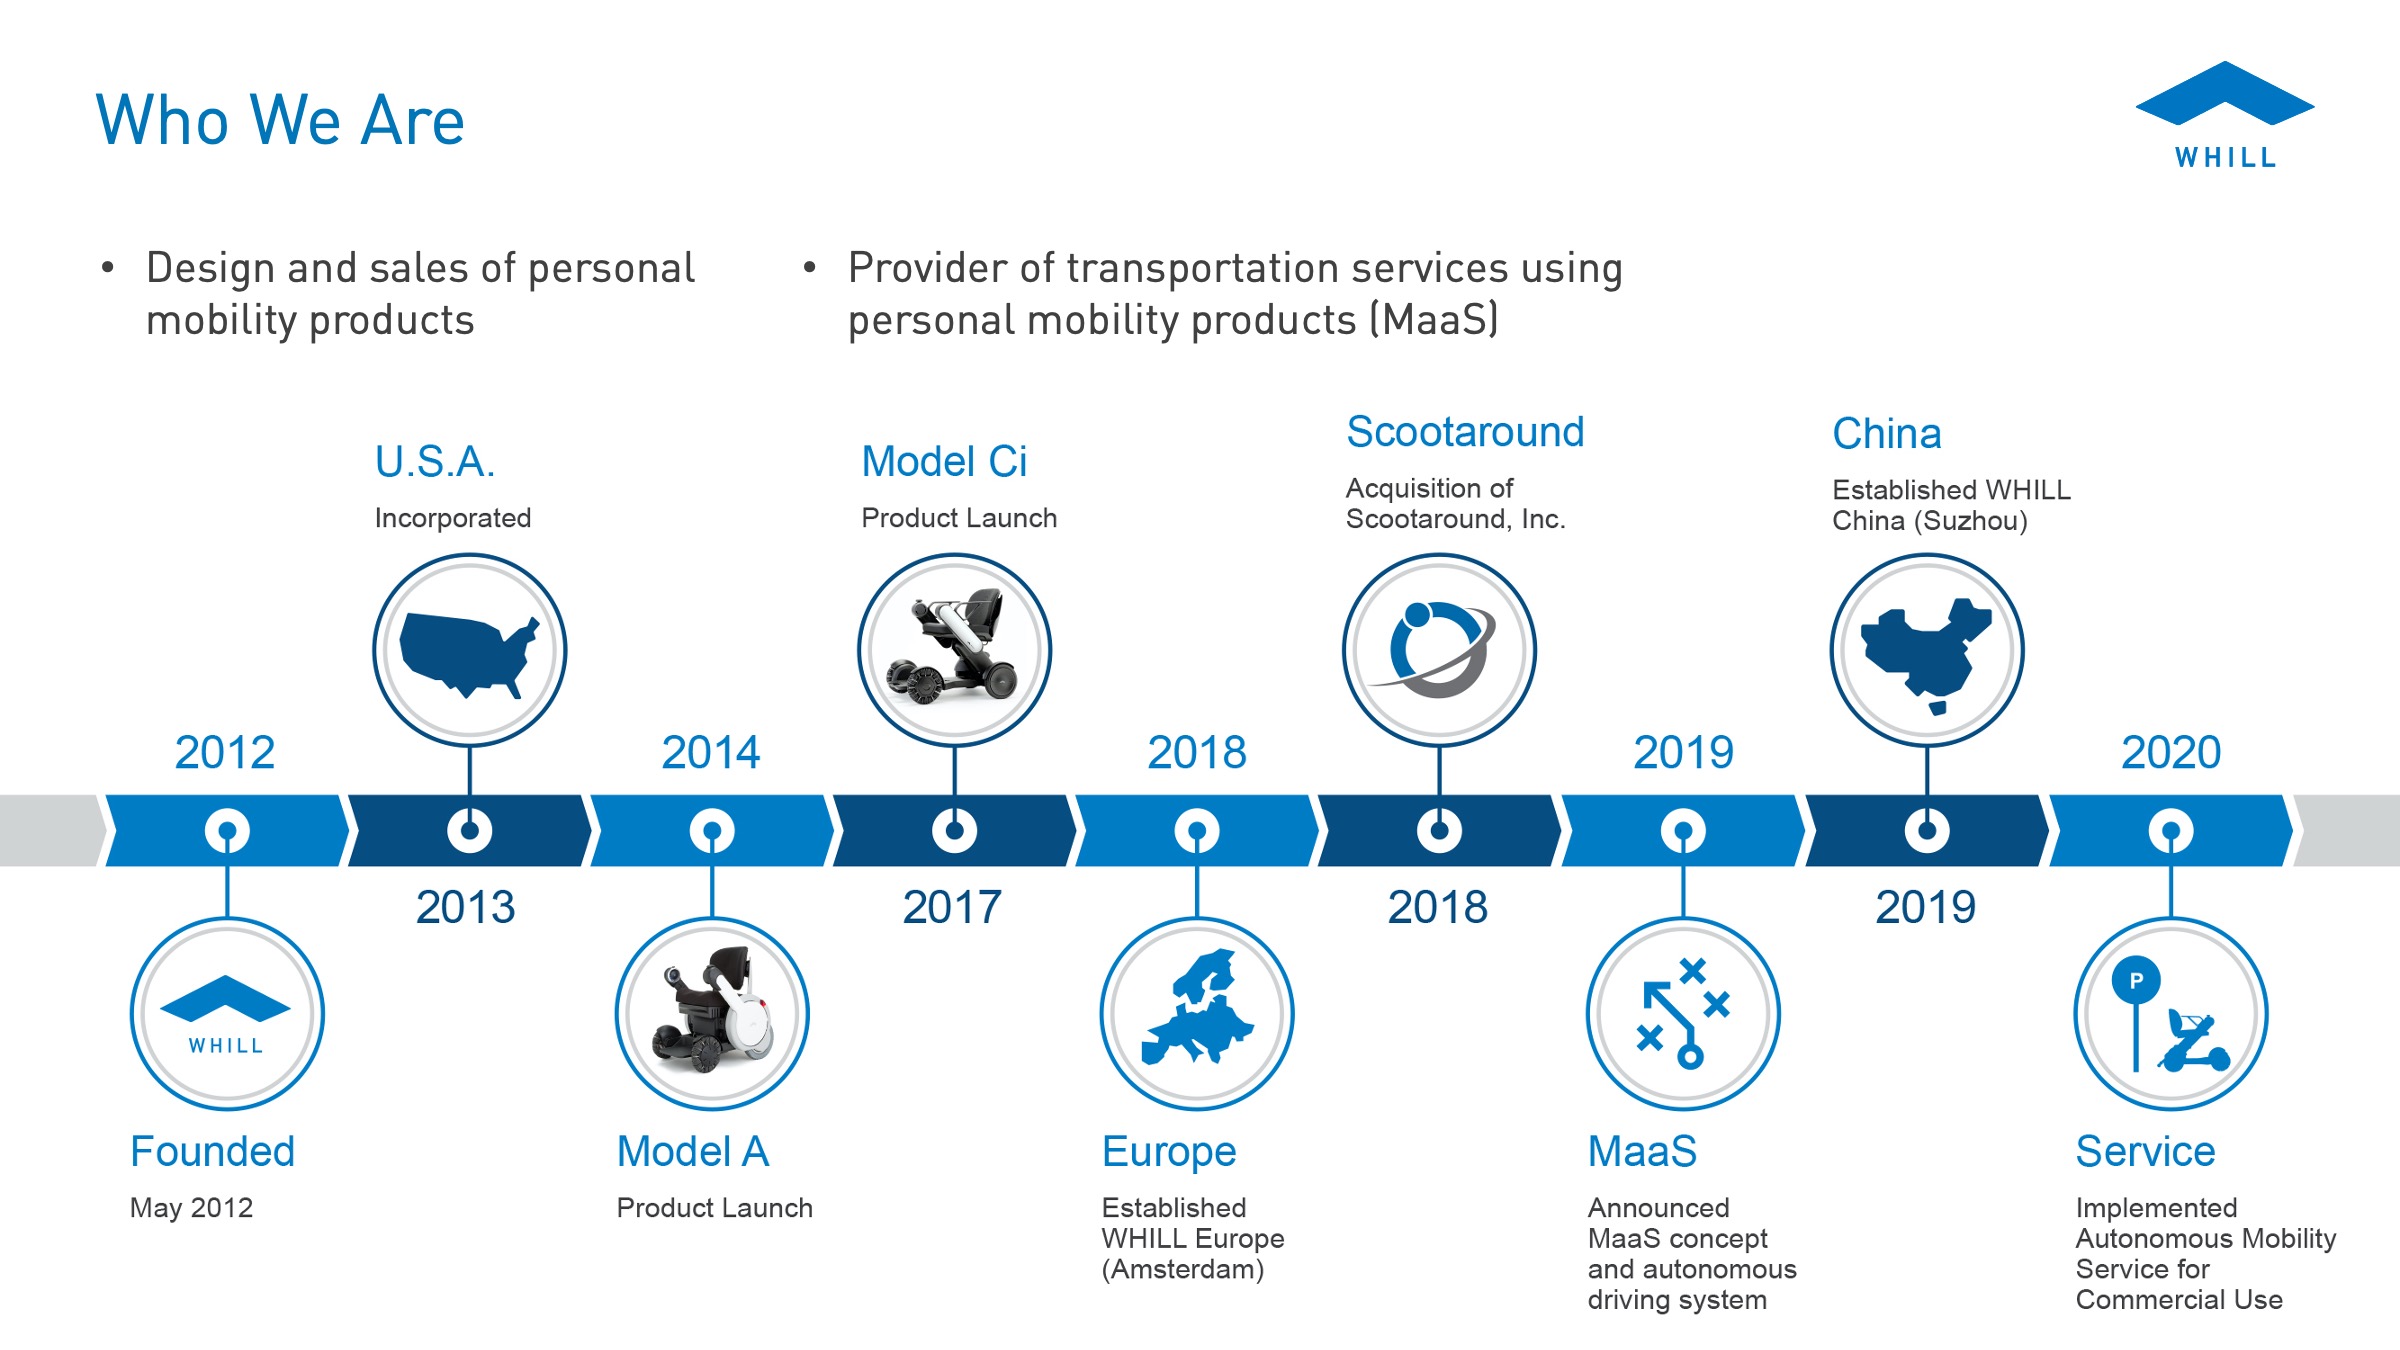 Who We Are
WHILL
• Design and sales of personal
mobility products
• Provider of transportation services using
personal mobility products (MaaS)
2012
WHILL
Founded
May 2012
U.S.A.
Incorporated
2013
2014
Model A
Product Launch
Model Ci
Product Launch
2017
2018
Europe
Established
WHILL Europe
(Amsterdam)
Scootaround
Acquisition of
Scootaround, Inc.
2018
2019
MaaS
Announced
MaaS concept
and autonomous
driving system
China
Established WHILL
China (Suzhou)
2019
2020
P
Service
Implemented
Autonomous Mobility
Service for
Commercial Use